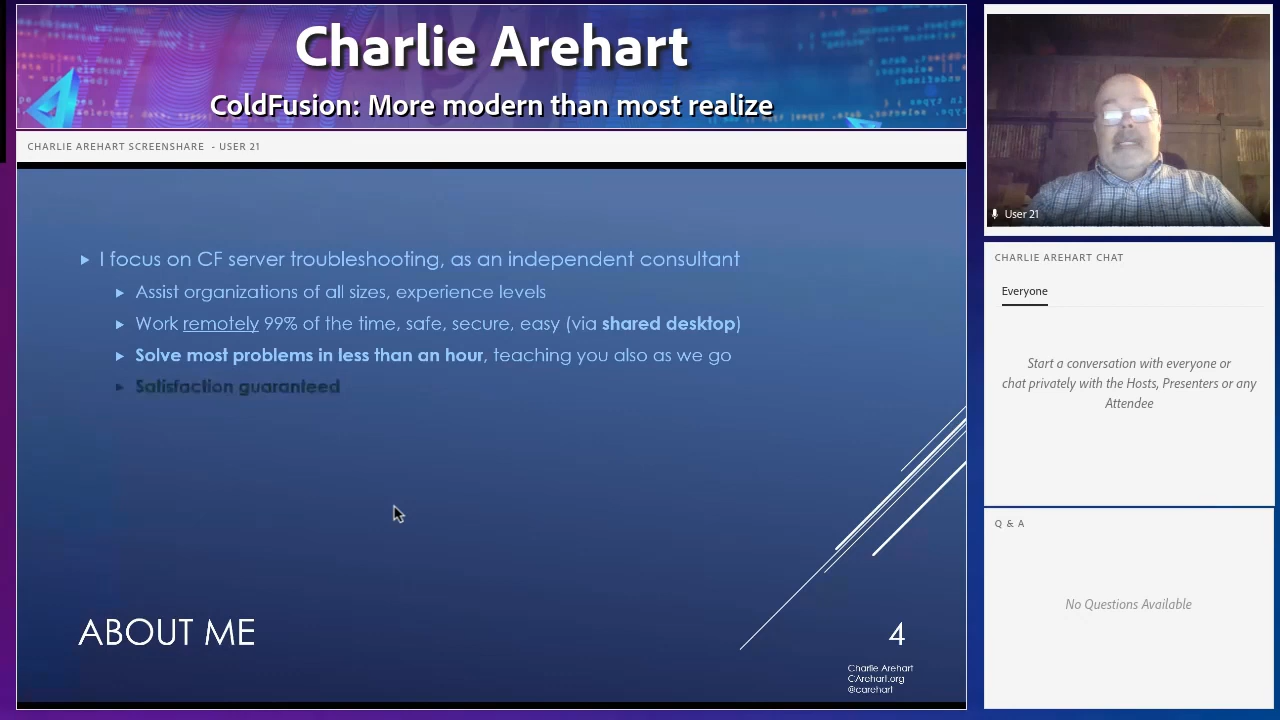 Charlie Arehart
ColdFusion: More modern than most realize
CHARLIE AREHART SCREENSHARE - USER 21
I focus on CF server troubleshooting, as an independent consultant
Assist organizations of all sizes, experience levels
Work remotely 99% of the time, safe, secure, easy (via shared desktop)
Solve most problems in less than an hour, teaching you also as we go
Satisfaction guaranteed
ABOUT ME
4
Charlie Arehart
CArehart.org
@carehart
User 21
CHARLIE AREHART CHAT
Everyone
Start a conversation with everyone or
chat privately with the Hosts, Presenters or any
Attendee
Q & A
No Questions Available